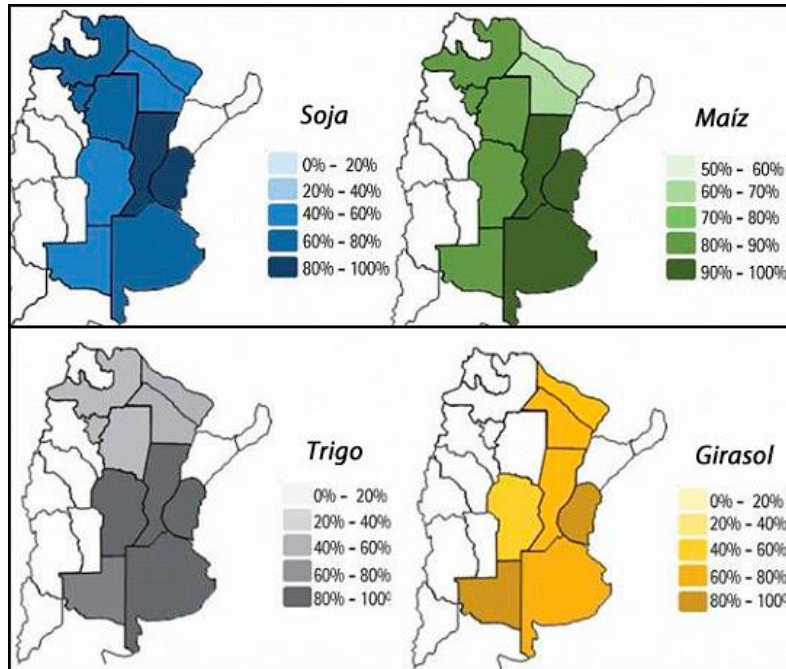 Soja
0% - 20%
20% - 40%
40% - 60%
60% - 80%
80% - 100%
Maíz
50% - 60%
60% - 70%
70% - 80%
80% - 90%
90% - 100%
Trigo
0% - 20%
20% - 40%
40% - 60%
60% - 80%
80% - 100
Girasol
0% - 20%
20% - 40%
40% - 60%
60% - 80%
80% - 100